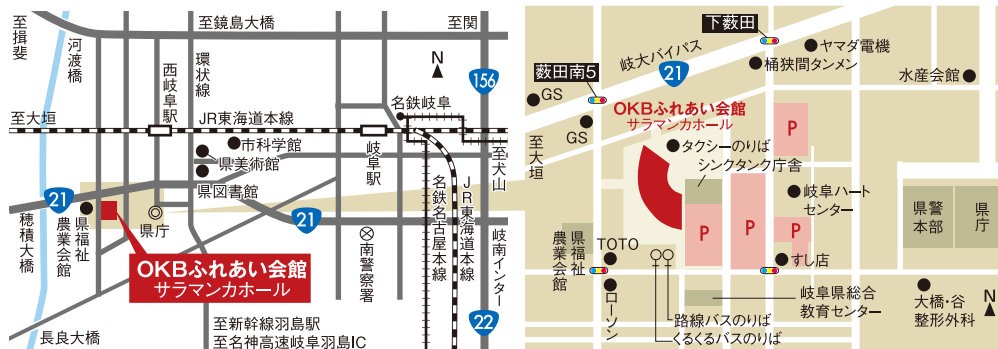 至揖斐
至鏡島大橋
至関
河渡橋
西岐阜駅
環状線
N
156
名鉄岐阜
至大垣
JR東海道本線
市科学館
県美術館
県図書館
岐阜駅
至犬山
21
穂積大橋
県福祉
農業会館
県庁
21
名鉄名古屋本線
JR東海道本線
南警察署
岐南インター
OKBふれあい会館
サラマンカホール
22
長良大橋
至新幹線羽島駅
至名神高速岐阜羽島IC
下薮田
ヤマダ電機
桶狭間タンメン
水産会館
岐大バイパス
21
薮田南5
GS
GS
OKBふれあい会館
サラマンカホール
P
タクシーのりば
シンクタンク庁舎
至大垣
岐阜ハート
センター
県警
本部
県庁
P
P
P
県福祉
農業会館
TOTO
すし店
ローソン
岐阜県総合
教育センター
大橋・谷
整形外科
N
路線バスのりば
くるくるバスのりば